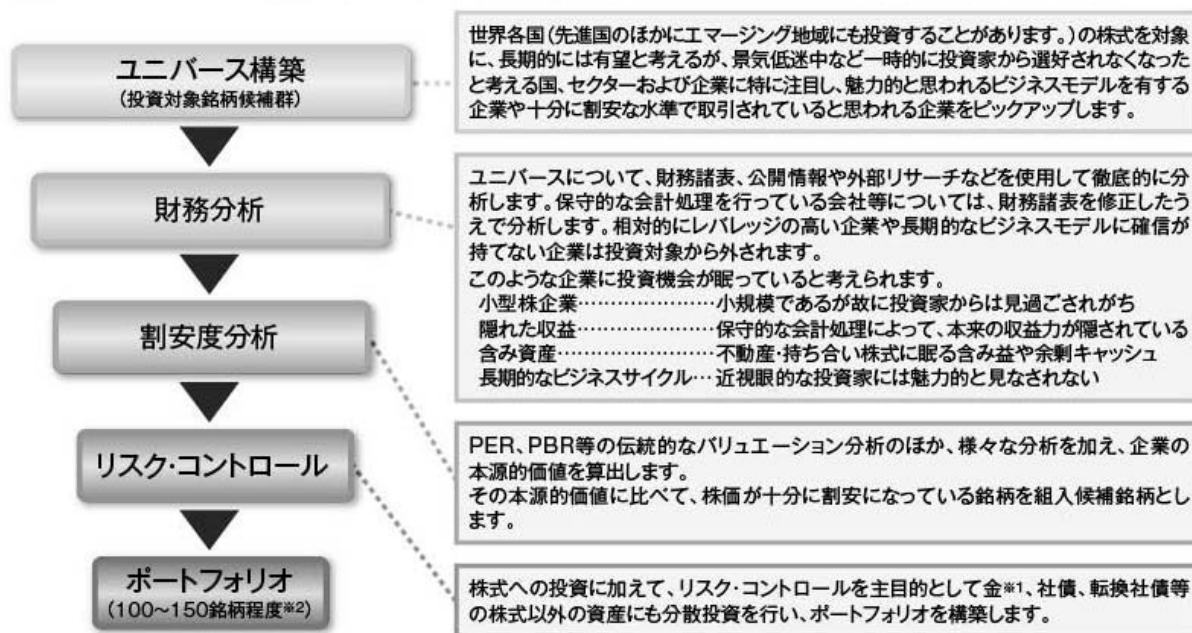 ユニバース構築
(投資対象銘柄候補群)
世界各国(先進国のほかにエマージング地域にも投資することがあります。)の株式を対象
に、長期的には有望と考えるが、景気低迷中など一時的に投資家から選好されなくなった
と考える国、セクターおよび企業に特に注目し、魅力的と思われるビジネスモデルを有する
企業や十分に割安な水準で取引されていると思われる企業をピックアップします。
財務分析
ユニバースについて、財務諸表、公開情報や外部リサーチなどを使用して徹底的に分
析します。保守的な会計処理を行っている会社等については、財務諸表を修正したう
えで分析します。相対的にレバレッジの高い企業や長期的なビジネスモデルに確信が
持てない企業は投資対象から外されます。
このような企業に投資機会が眠っていると考えられます。
小型株企業…………………小規模であるが故に投資家からは見過ごされがち
隠れた収益…………………保守的な会計処理によって、本来の収益力が隠されている
含み資産……………………不動産・持ち合い株式に眠る含み益や余剰キャッシュ
長期的なビジネスサイクル…近視眼的な投資家には魅力的と見なされない
割安度分析
PER、PBR等の伝統的なバリュエーション分析のほか、様々な分析を加え、企業の
本源的価値を算出します。
その本源的価値に比べて、株価が十分に割安になっている銘柄を組入候補銘柄とし
ます。
リスク・コントロール
株式への投資に加えて、リスク・コントロールを主目的として金※1、社債、転換社債等
の株式以外の資産にも分散投資を行い、ポートフォリオを構築します。
ポートフォリオ
(100〜150銘柄程度※2)